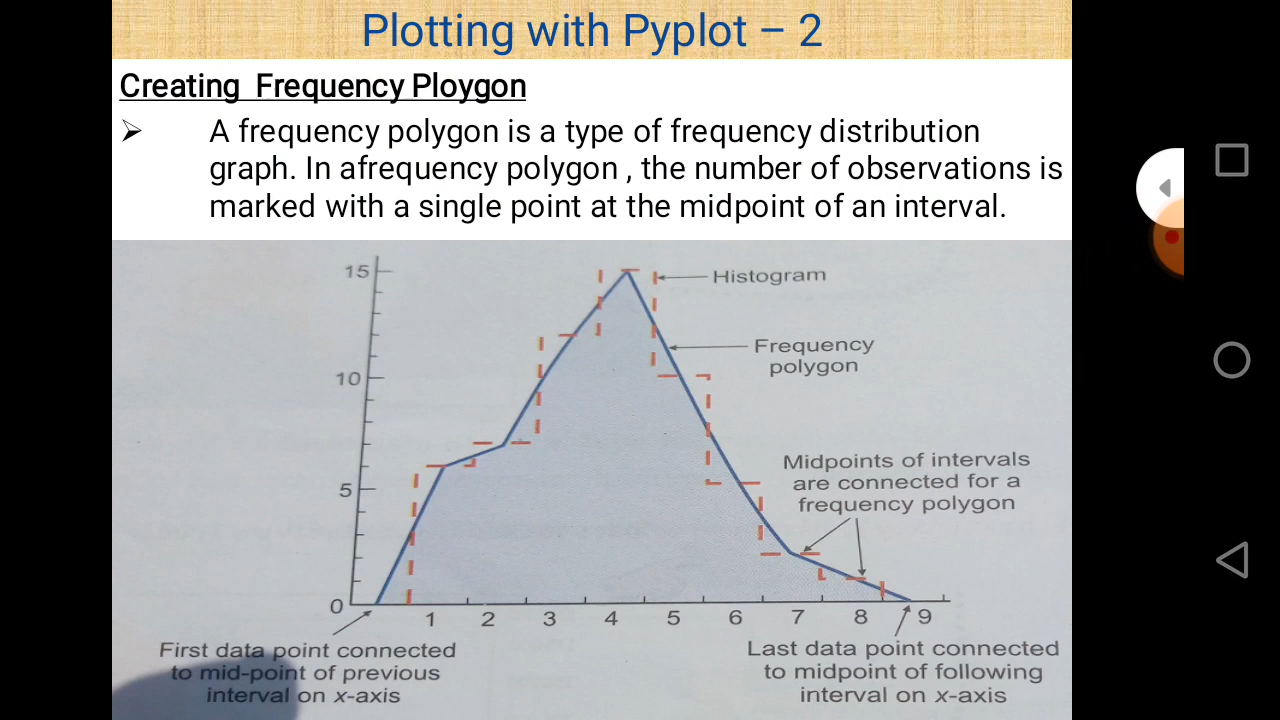 Plotting with Pyplot – 2
Creating Frequency Ploygon
➢ A frequency polygon is a type of frequency distribution
graph. In afrequency polygon , the number of observations is
marked with a single point at the midpoint of an interval.
15
Histogram
Frequency
polygon
10
Midpoints of intervals
are connected for a
frequency polygon
5
0
1 2 3 4 5 6 7 8 9
First data point connected
to mid-point of previous
interval on x-axis
Last data point connected
to midpoint of following
interval on x-axis